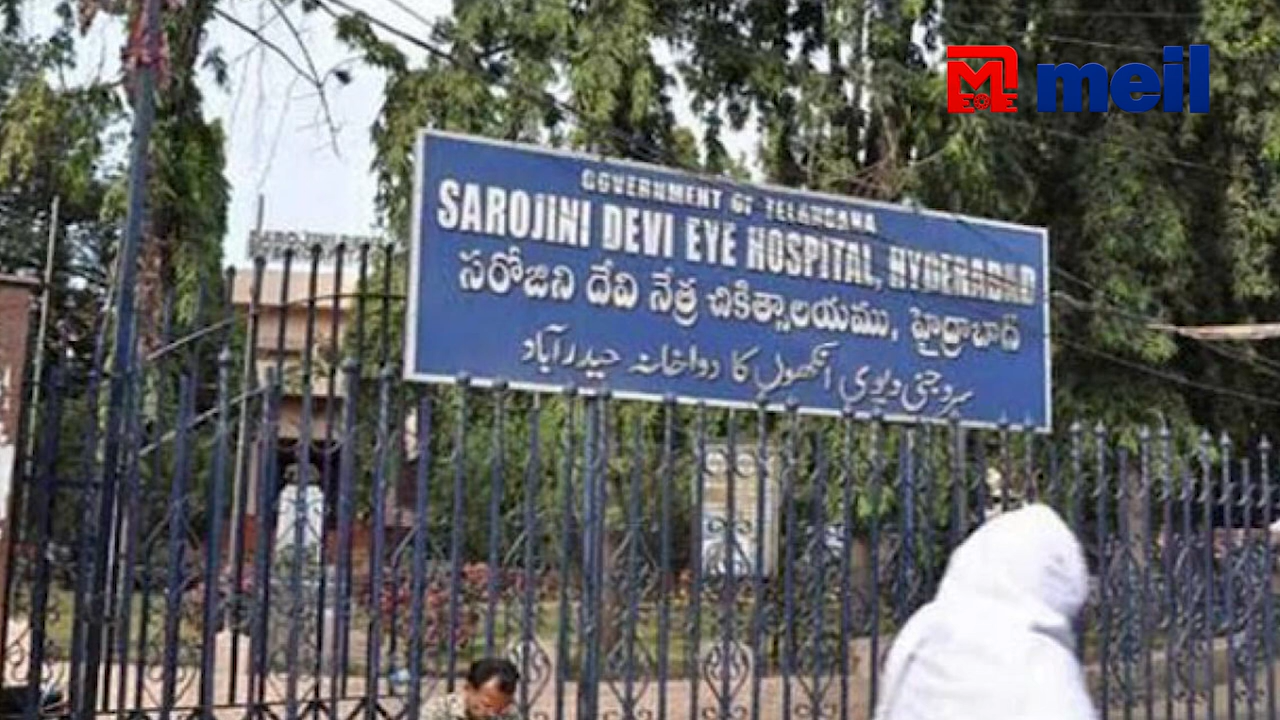 meil
GOVERNMENT OF TELANGANA
SAROJINI DEVI EYE HOSPITAL, HYDERABAD
సరోజిని దేవి నేత్ర చికిత్సాలయము, హైద్రాబాద్
سروجنی دیوی آنکھوں کا دواخانہ حیدرآباد